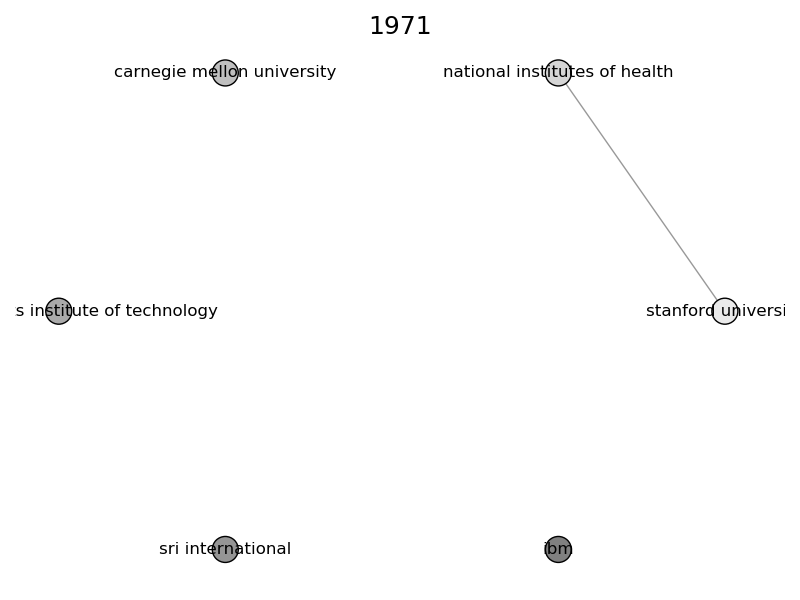 1971
carnegie mellon university
national institutes of health
s institute of technology
stanford universi
sri international
ibm